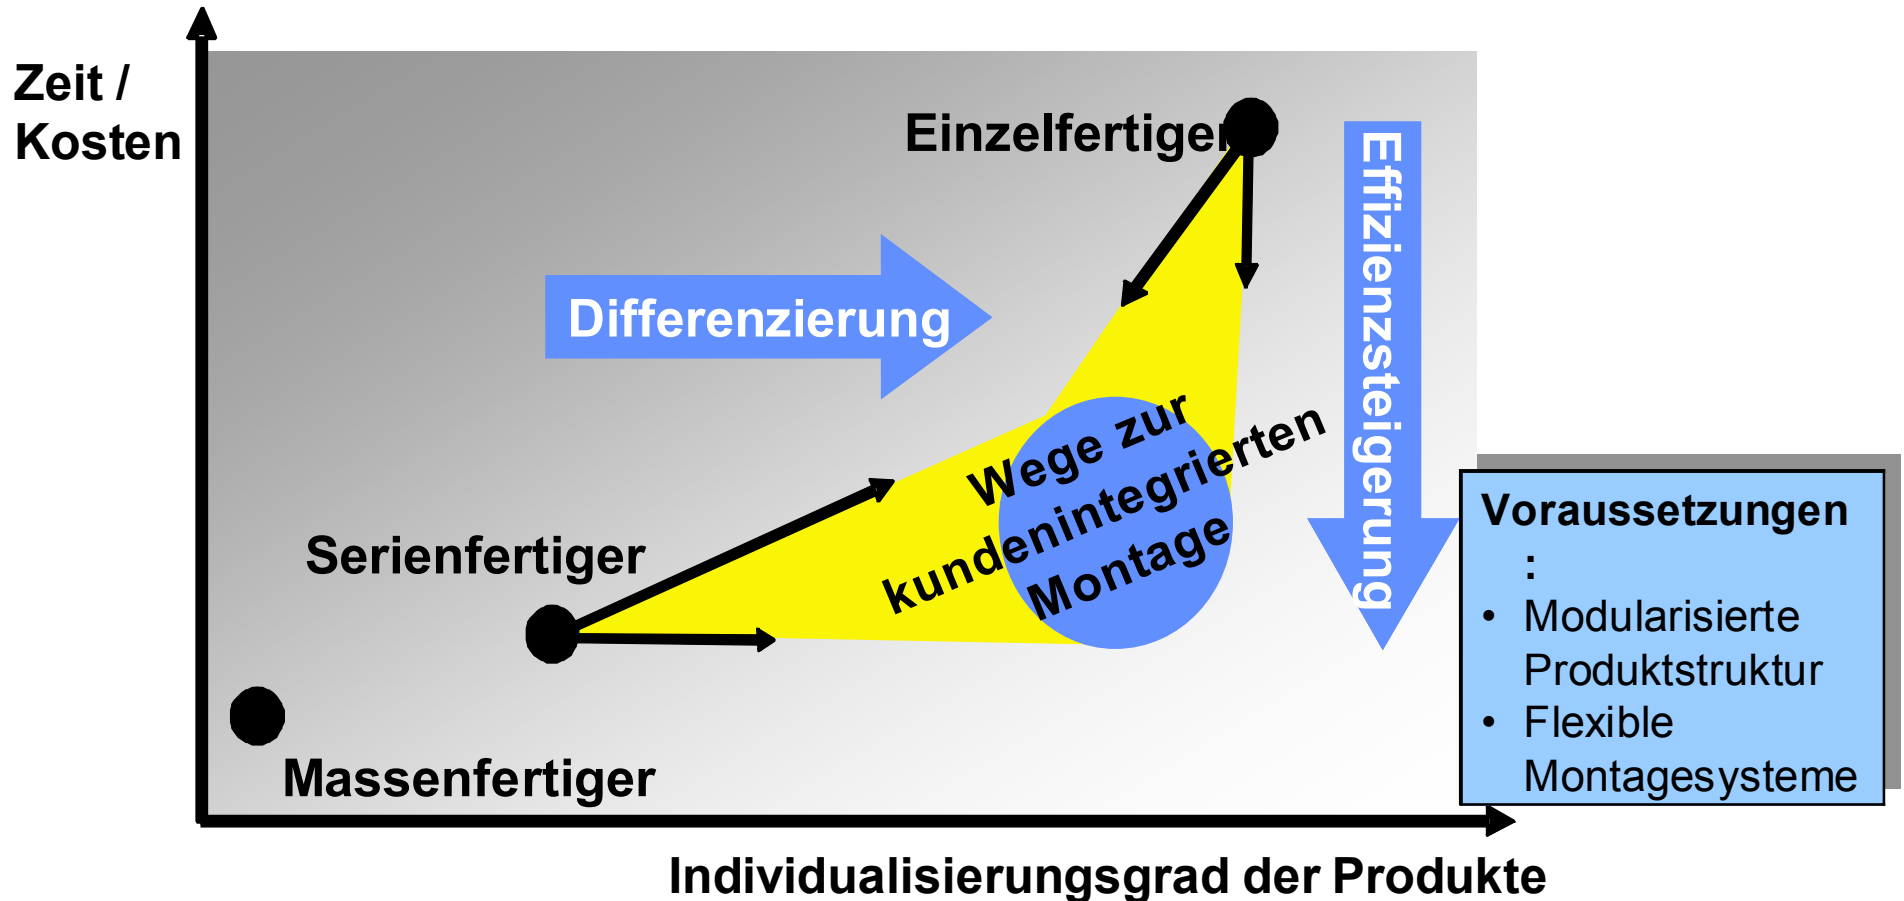 Zeit /
Kosten
Einzelfertiger
Effizienzsteigerung
Differenzierung
Wege zur
kundenintegrierten
Montage
Serienfertiger
Massenfertiger
Voraussetzungen
:
• Modularisierte
Produktstruktur
• Flexible
Montagesysteme
Individualisierungsgrad der Produkte